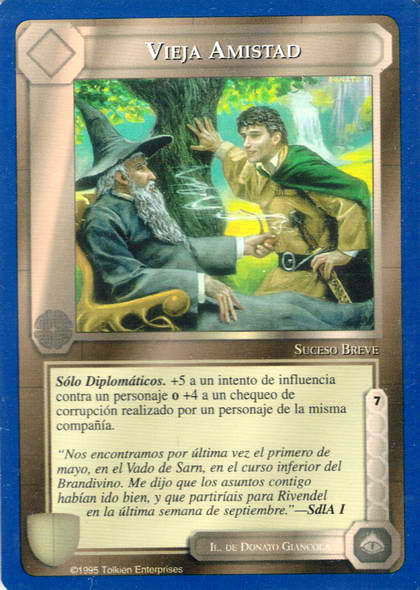 VIEJA AMISTAD
SUCESO BREVE
Sólo Diplomáticos. +5 a un intento de influencia
contra un personaje o +4 a un chequeo de
corrupción realizado por un personaje de la misma
compañía.
7
“Nos encontramos por última vez el primero de
mayo, en el Vado de Sarn, en el curso inferior del
Brandivino. Me dijo que los asuntos contigo
habían ido bien, y que partiríais para Rivendel
en la última semana de septiembre.”—SdlA I
IL. DE DONATO GIANCOLA
©1995 Tolkien Enterprises